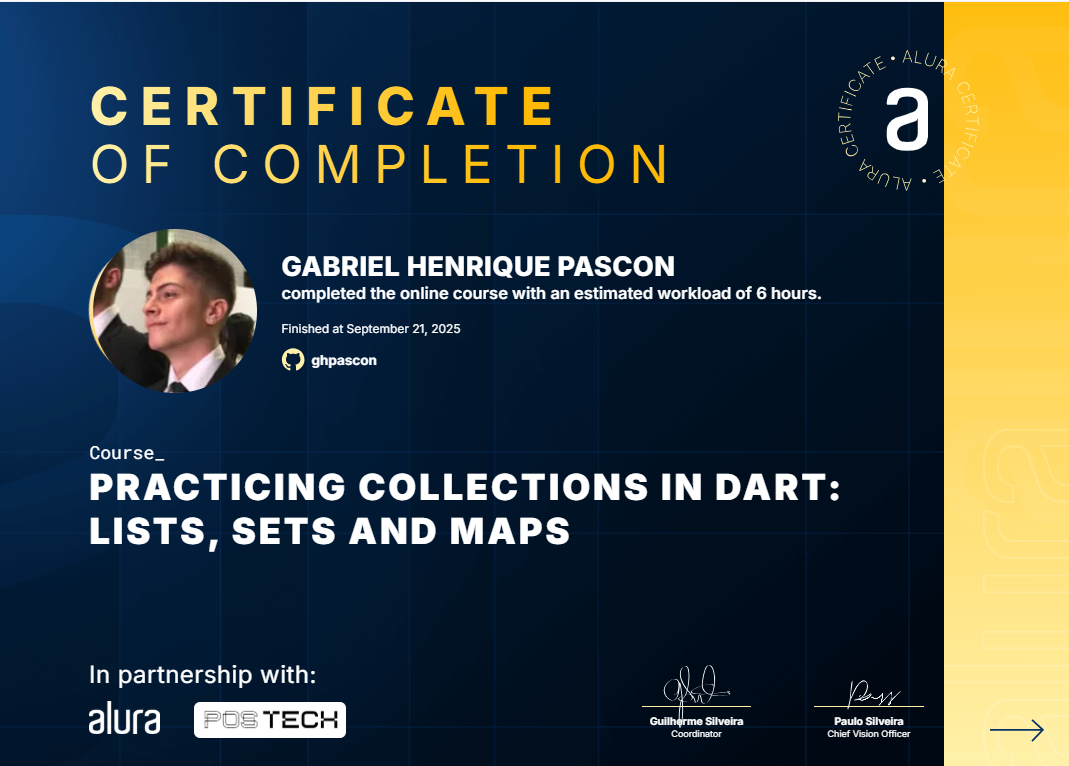 CERTIFICATE
OF COMPLETION
ALURA CERTIFICATE • ALURA CERTIFICATE •
a
GABRIEL HENRIQUE PASCON
completed the online course with an estimated workload of 6 hours.
Finished at September 21, 2025
ghpascon
Course_
PRACTICING COLLECTIONS IN DART:
LISTS, SETS AND MAPS
In partnership with:
alura
POSTECH
Guilherme Silveira
Coordinator
Paulo Silveira
Chief Vision Officer
alura